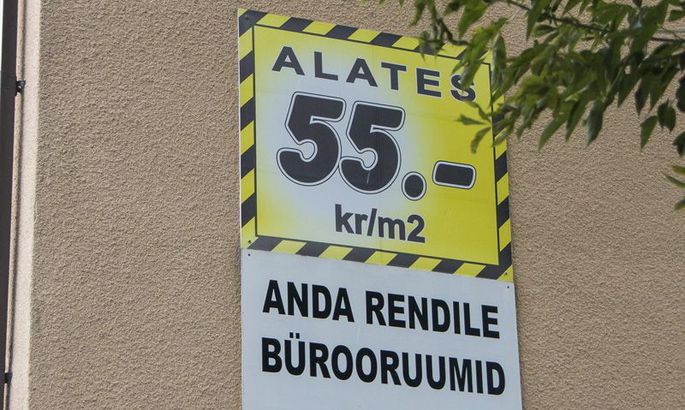 ALATES
55.-
kr/m2
ANDA RENDILE
BÜROORUUMID